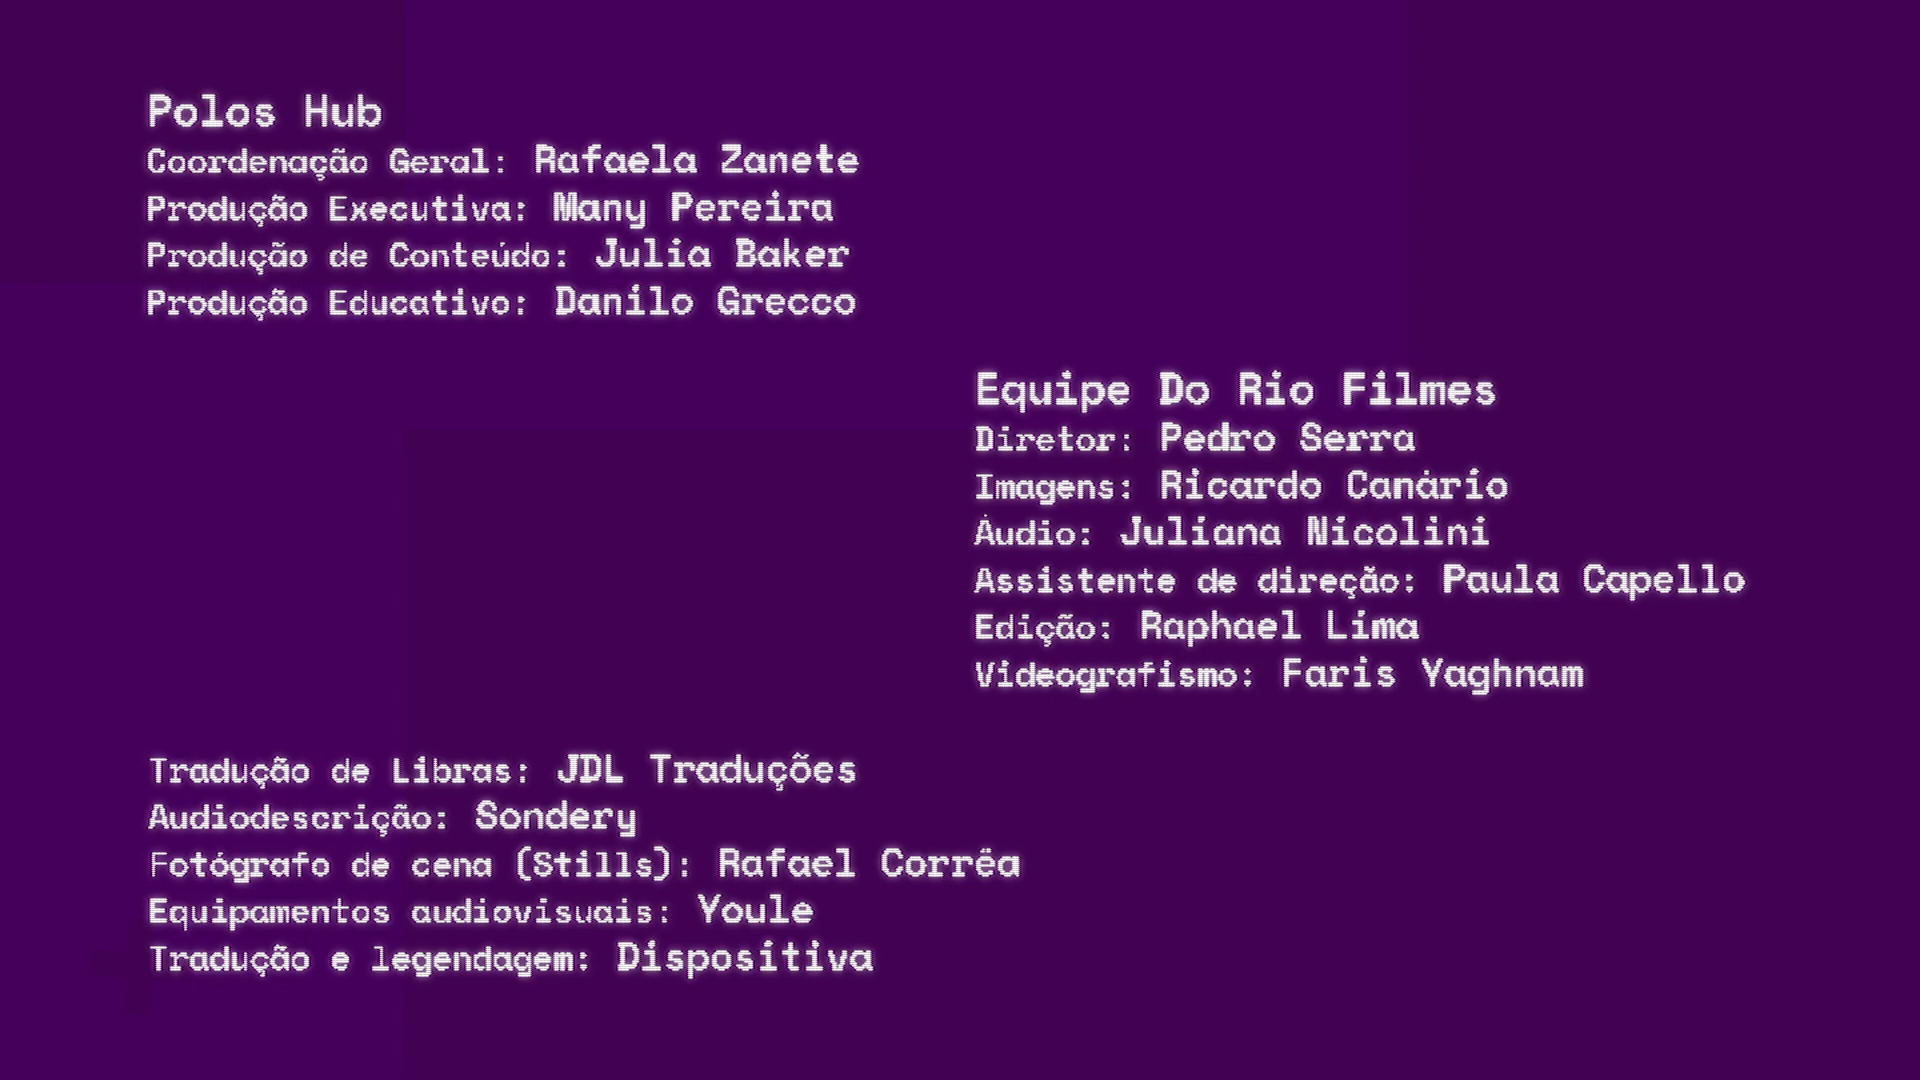 Polos Hub
Coordenação Geral: Rafaela Zanete
Produção Executiva: Many Pereira
Produção de Conteúdo: Julia Baker
Produção Educativo: Danilo Grecco
Equipe Do Rio Filmes
Diretor: Pedro Serra
Imagens: Ricardo Canário
Áudio: Juliana Nicolini
Assistente de direção: Paula Capello
Edição: Raphael Lima
Videografismo: Faris Yaghnam
Tradução de Libras: JDL Traduções
Audiodescrição: Sondery
Fotógrafo de cena (Stills): Rafael Corrêa
Equipamentos audiovisuais: Youle
Tradução e legendagem: Dispositiva